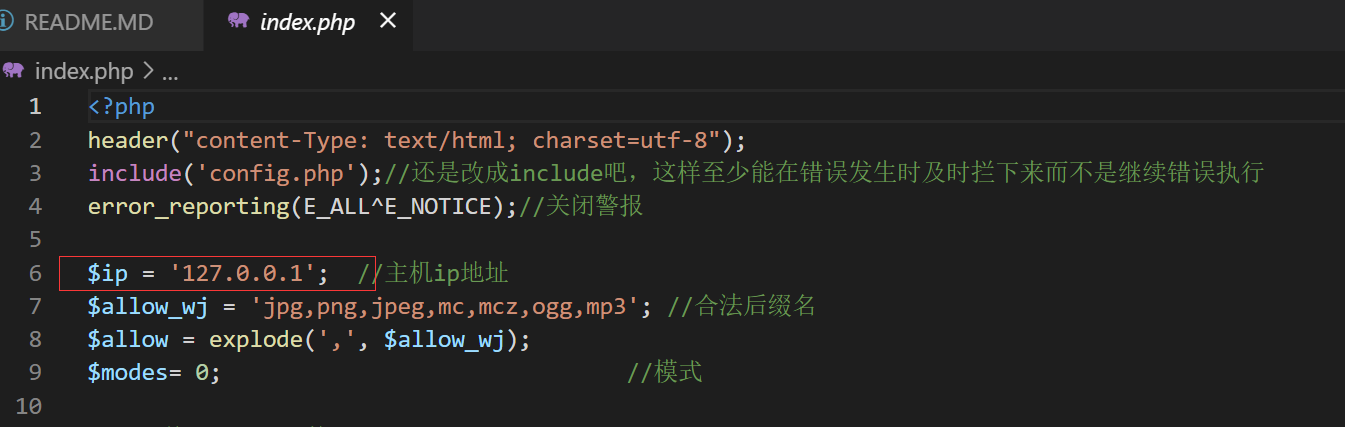 README.MD index.php ×
index.php > ...
1 <?php
2 header("content-Type: text/html; charset=utf-8");
3 include('config.php');//还是改成include吧，这样至少能在错误发生时及时拦下来而不是继续错误执行
4 error_reporting(E_ALL^E_NOTICE);//关闭警报
5
6 $ip = '127.0.0.1';  //主机ip地址
7 $allow_wj = 'jpg,png,jpeg,mc,mcz,ogg,mp3'; //合法后缀名
8 $allow = explode(',', $allow_wj);
9 $modes= 0;                              //模式
10